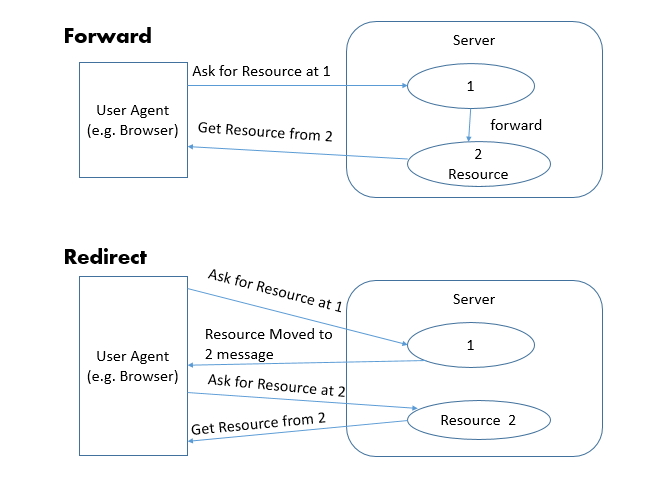 Forward
Server
Ask for Resource at 1
1
User Agent
(e.g. Browser)
forward
Get Resource from 2
2
Resource
Redirect
Ask for Resource at 1
Server
Resource Moved to
2 message
1
User Agent
(e.g. Browser)
Ask for Resource at 2
Get Resource from 2
Resource 2